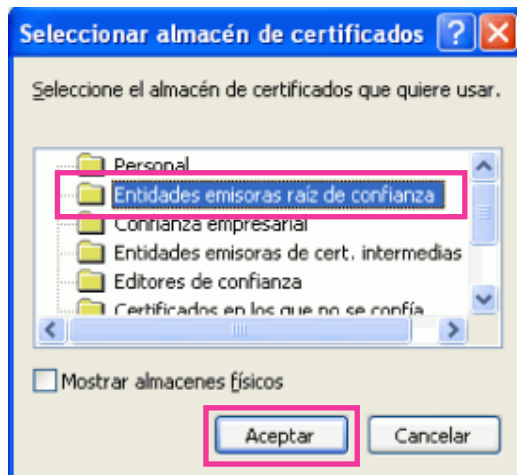 Seleccionar almacén de certificados
Seleccione el almacén de certificados que quiere usar.
Personal
Entidades emisoras raíz de confianza
Confianza empresarial
Entidades emisoras de cert. intermedias
Editores de confianza
Certificados en los que no se confía
Mostrar almacenes físicos
Aceptar
Cancelar